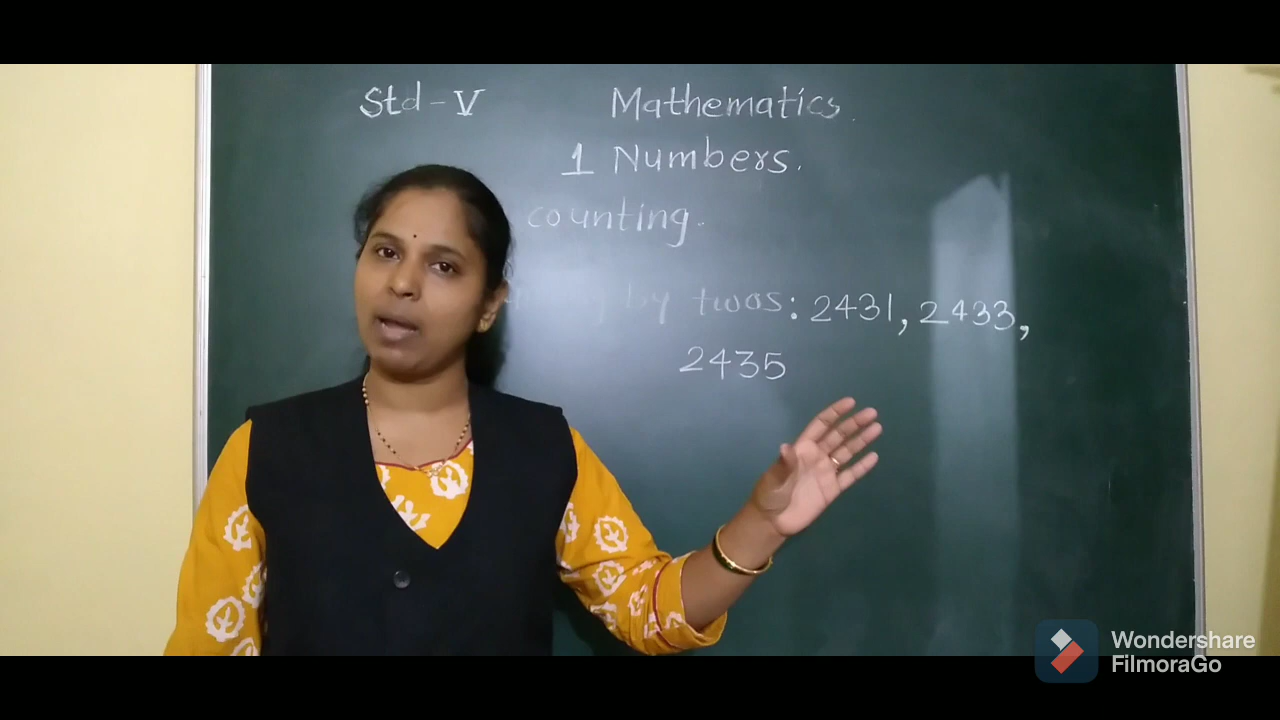 Std - V Mathematics.
1 Numbers.
counting.
by twos: 2431, 2433,
2435
Wondershare
FilmoraGo